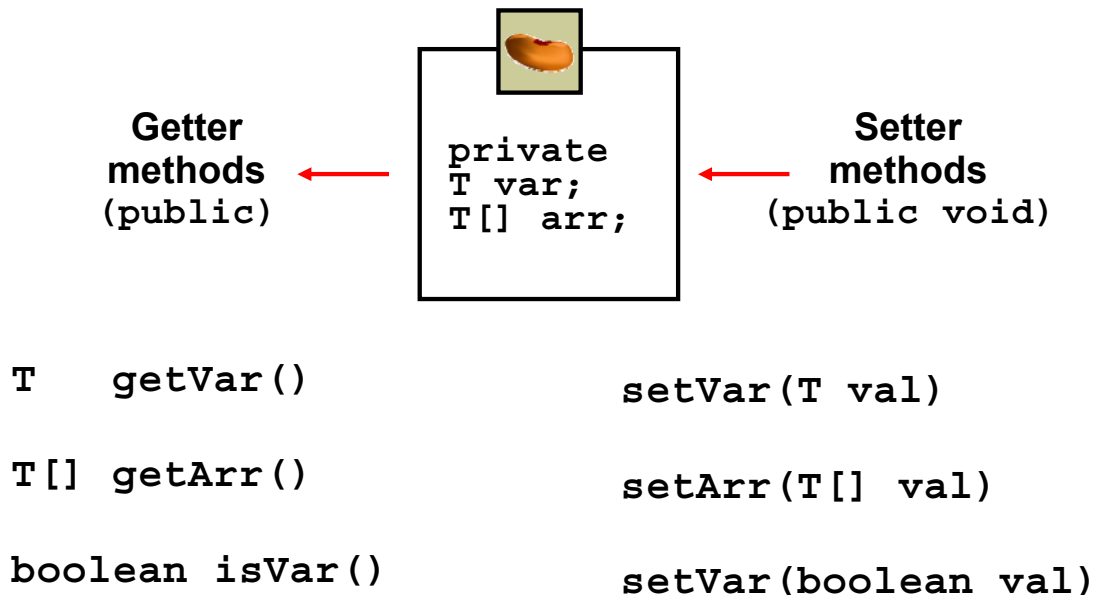 Getter
methods
(public)
private
T var;
T[] arr;
Setter
methods
(public void)
T getVar()
setVar(T val)
T[] getArr()
setArr(T[] val)
boolean isVar()
setVar(boolean val)